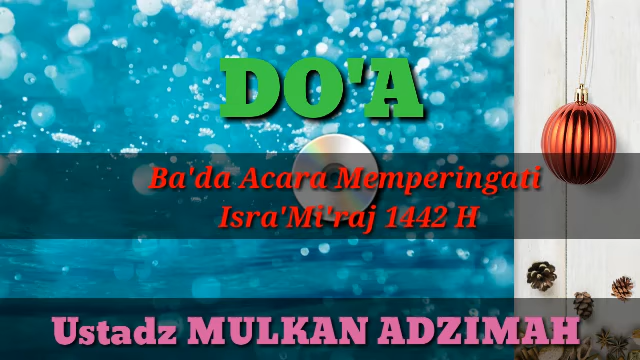 DO'A
Ba'da Acara Memperingati
Isra'Mi'raj 1442 H
Ustadz MULKAN ADZIMAH